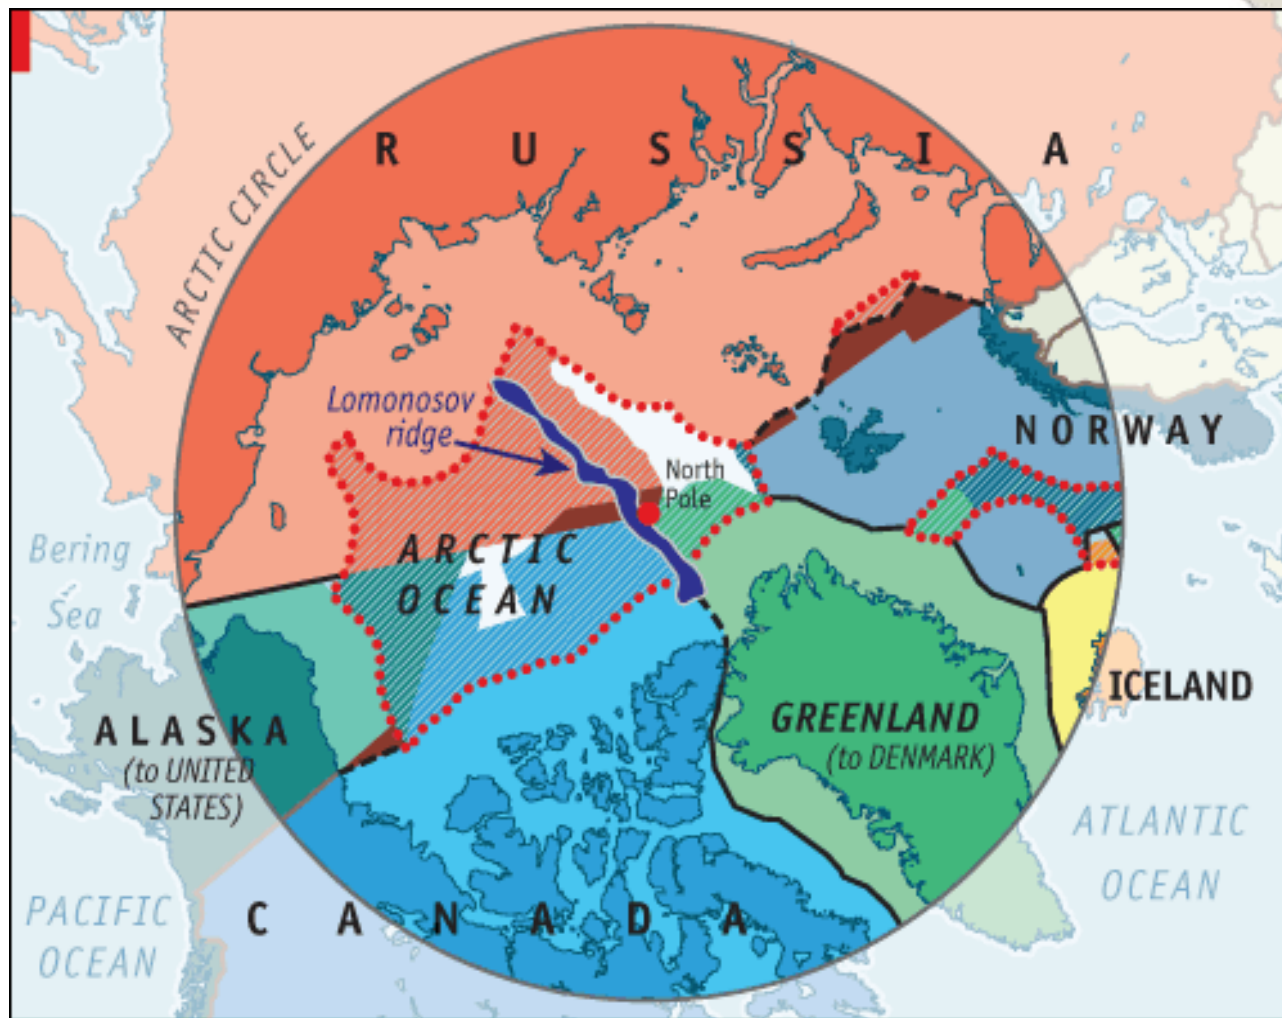 RUSSIA
ARCTIC CIRCLE
Lomonosov
ridge
North
Pole
NORWAY
ARCTIC
OCEAN
Bering
Sea
ICELAND
ALASKA
(to UNITED
STATES)
GREENLAND
(to DENMARK)
ATLANTIC
OCEAN
PACIFIC
OCEAN
CANADA